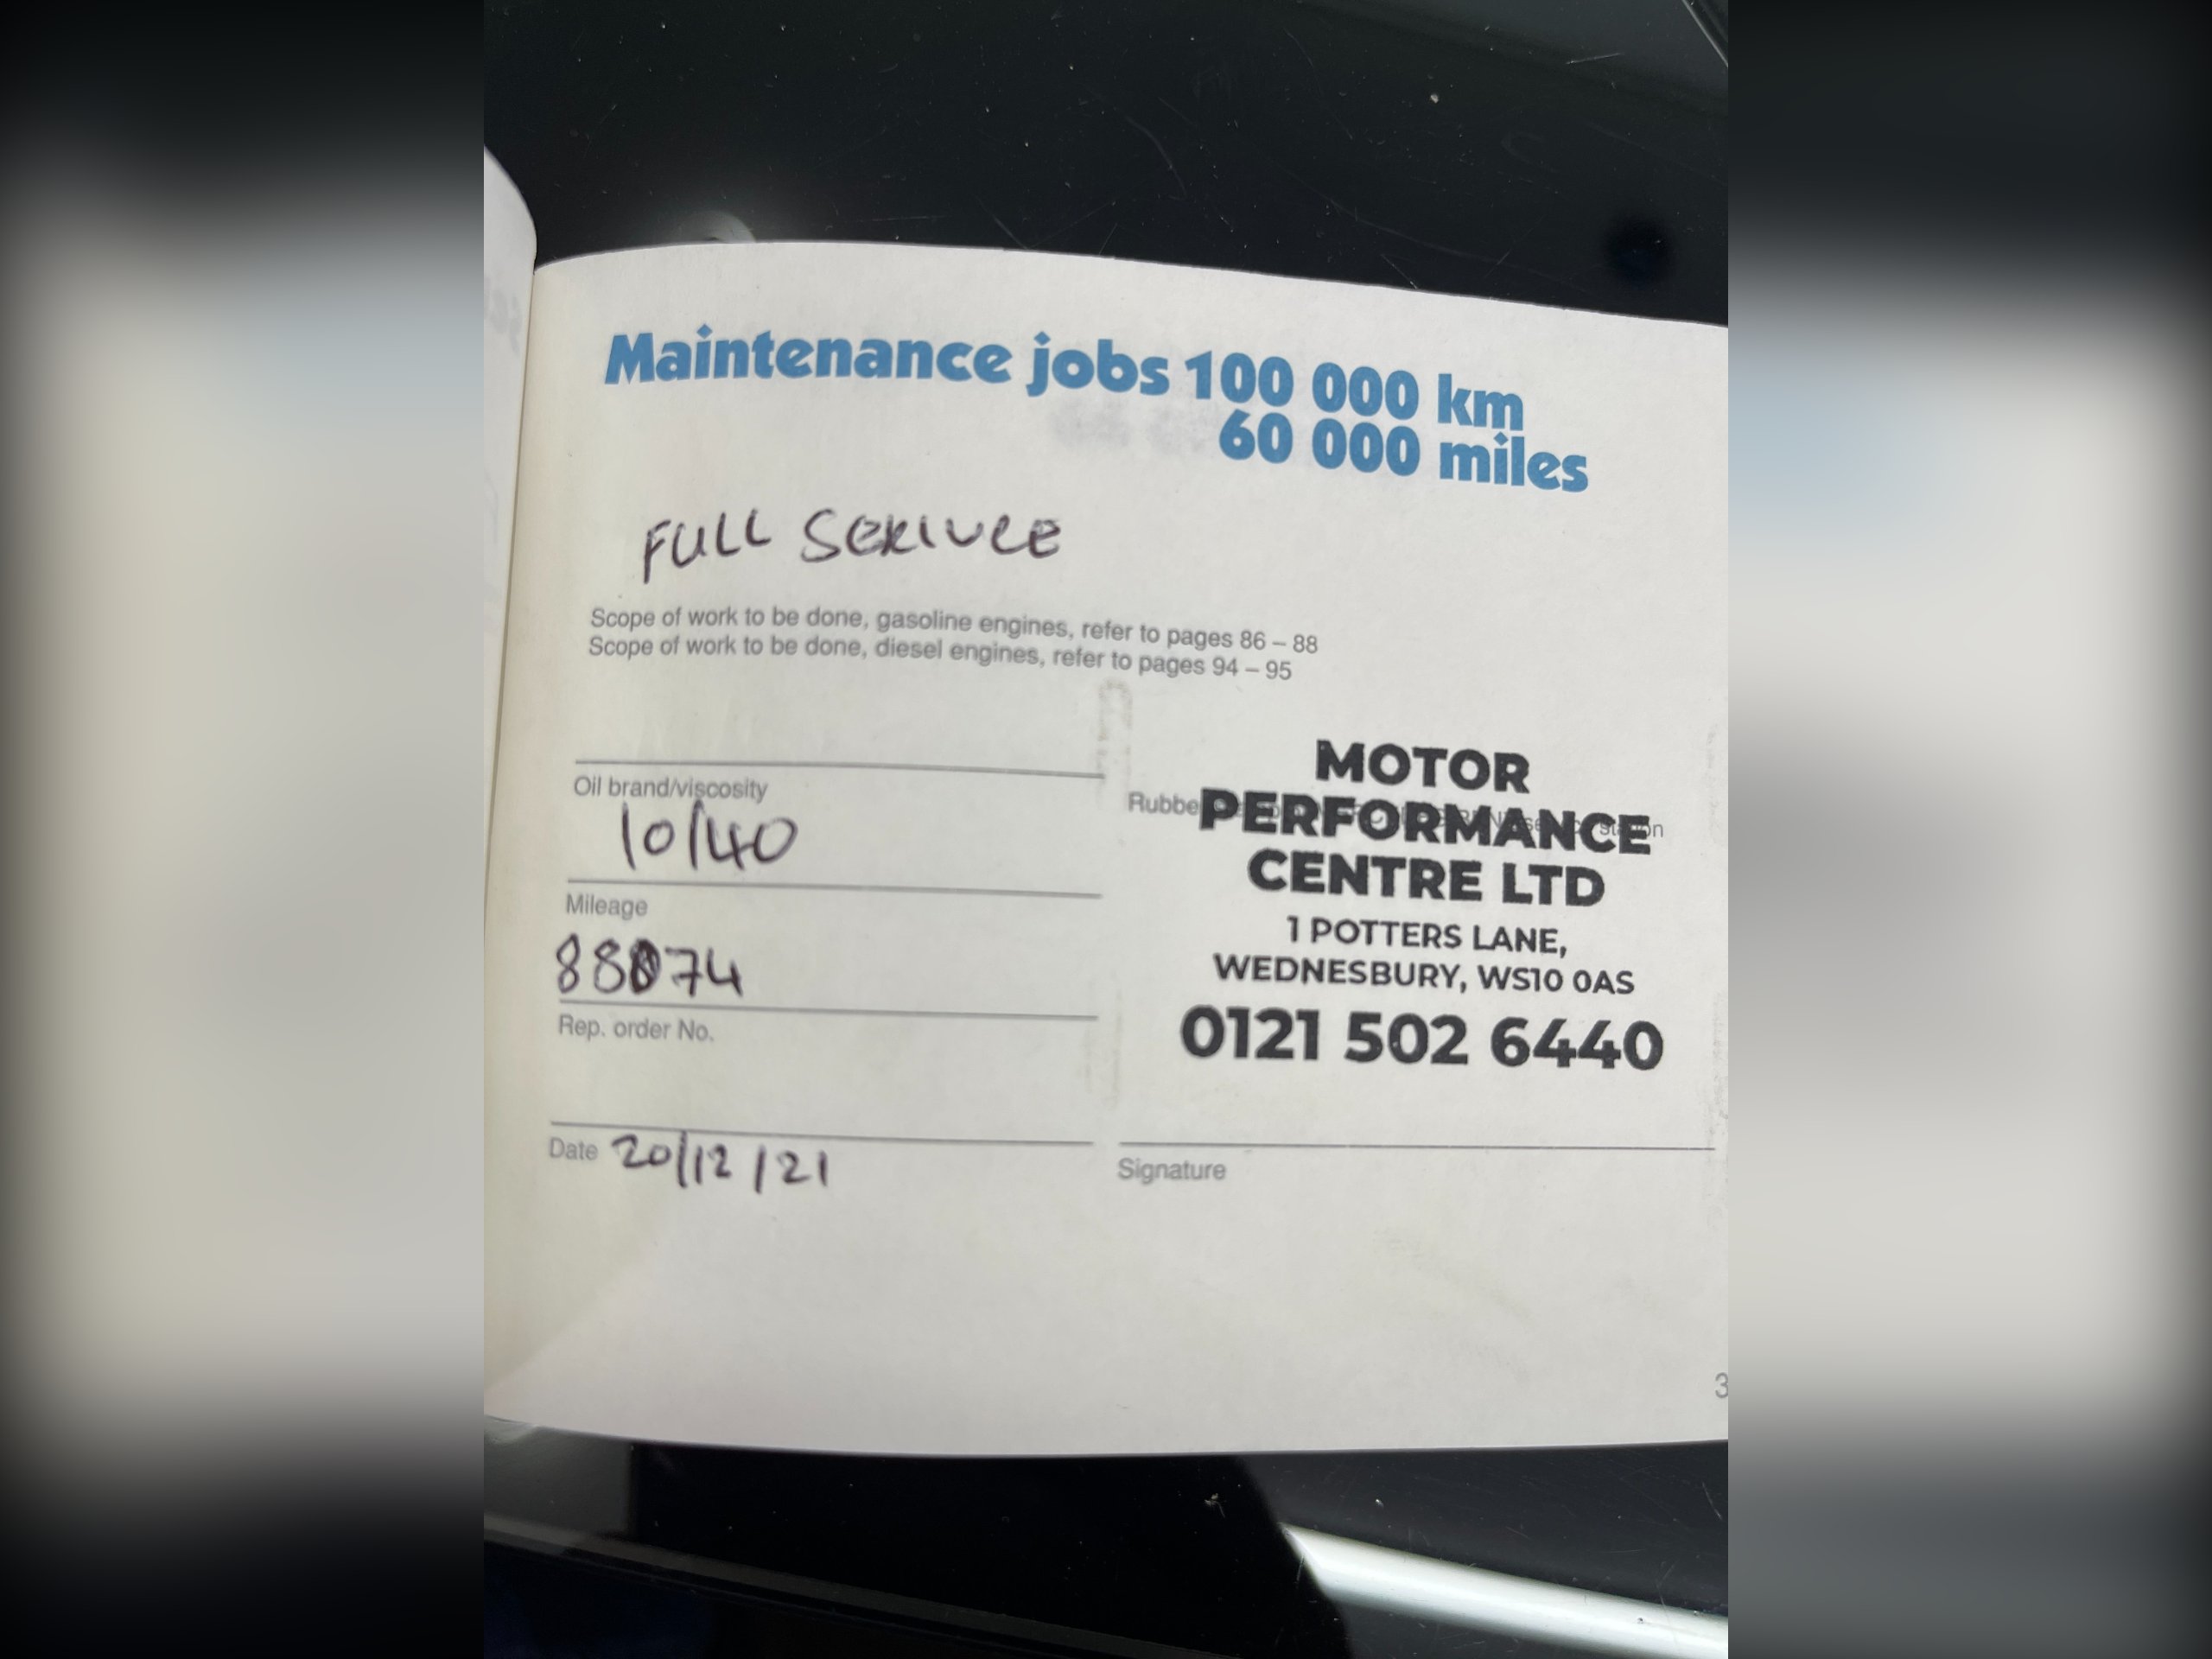 Maintenance jobs 100 000 km
60 000 miles
FULL SERIVCE
Scope of work to be done, gasoline engines, refer to pages 86 – 88
Scope of work to be done, diesel engines, refer to pages 94 – 95
Oil brand/viscosity
10/40
Mileage
88074
Rep. order No.
Date 20/12/21
MOTOR
PERFORMANCE
CENTRE LTD
1 POTTERS LANE,
WEDNESBURY, WS10 0AS
0121 502 6440
Signature